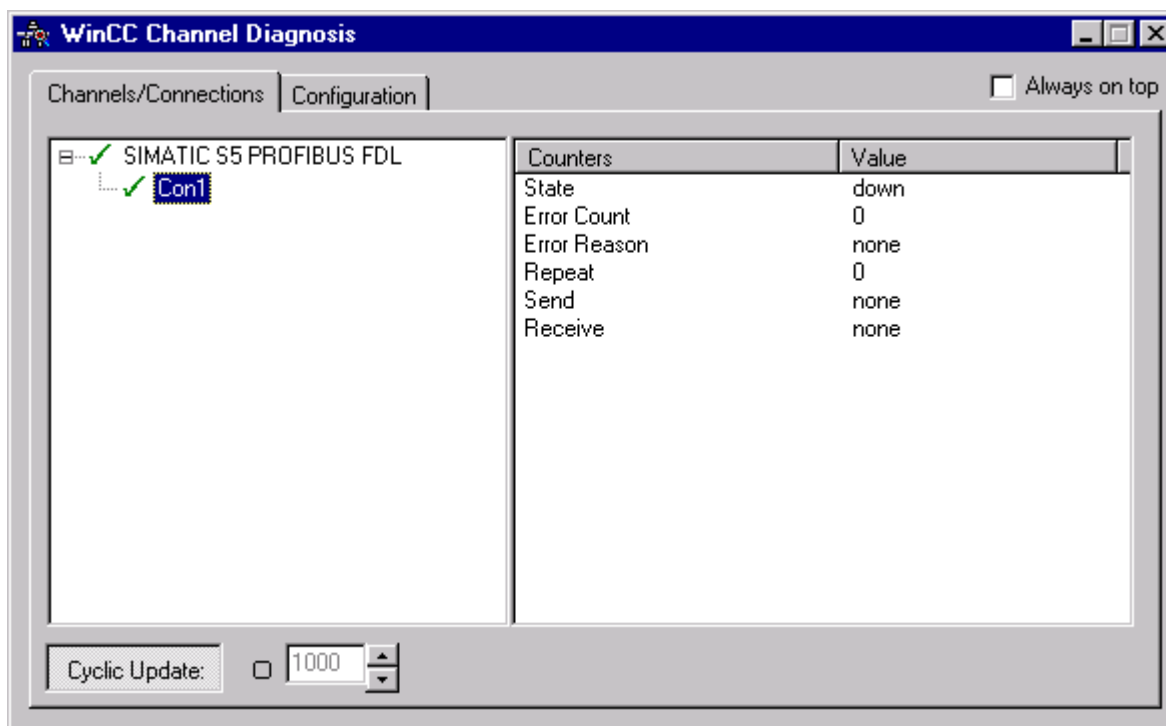 WinCC Channel Diagnosis
Channels/Connections Configuration Always on top
SIMATIC S5 PROFIBUS FDL
Con1
Counters Value
State down
Error Count 0
Error Reason none
Repeat 0
Send none
Receive none
Cyclic Update: 1000